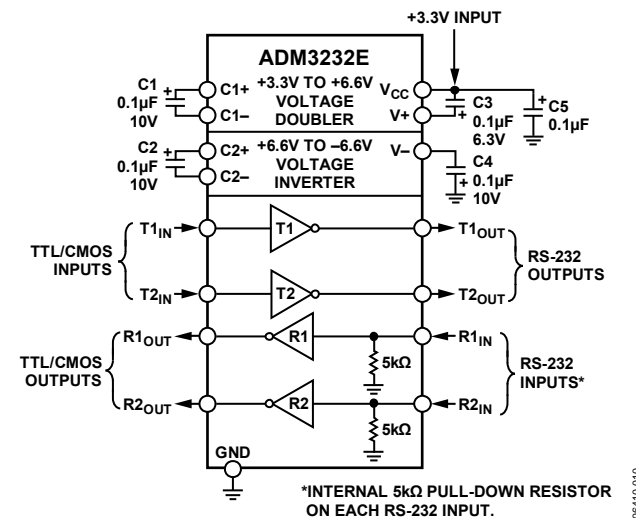 +3.3V INPUT
ADM3232E
C1
0.1µF
10V
+
C1+
C1–
+3.3V TO +6.6V
VOLTAGE
DOUBLER
VCC
V+
+
C3
0.1µF
6.3V
+
C5
0.1µF
C2
0.1µF
10V
+
C2+
C2–
+6.6V TO –6.6V
VOLTAGE
INVERTER
V–
+
C4
0.1µF
10V
TTL/CMOS
INPUTS
T1IN
T1
T1OUT
T2IN
T2
T2OUT
RS-232
OUTPUTS
TTL/CMOS
OUTPUTS
R1OUT
R1
R1IN
5kΩ
R2OUT
R2
R2IN
5kΩ
RS-232
INPUTS*
GND
*INTERNAL 5kΩ PULL-DOWN RESISTOR
ON EACH RS-232 INPUT.